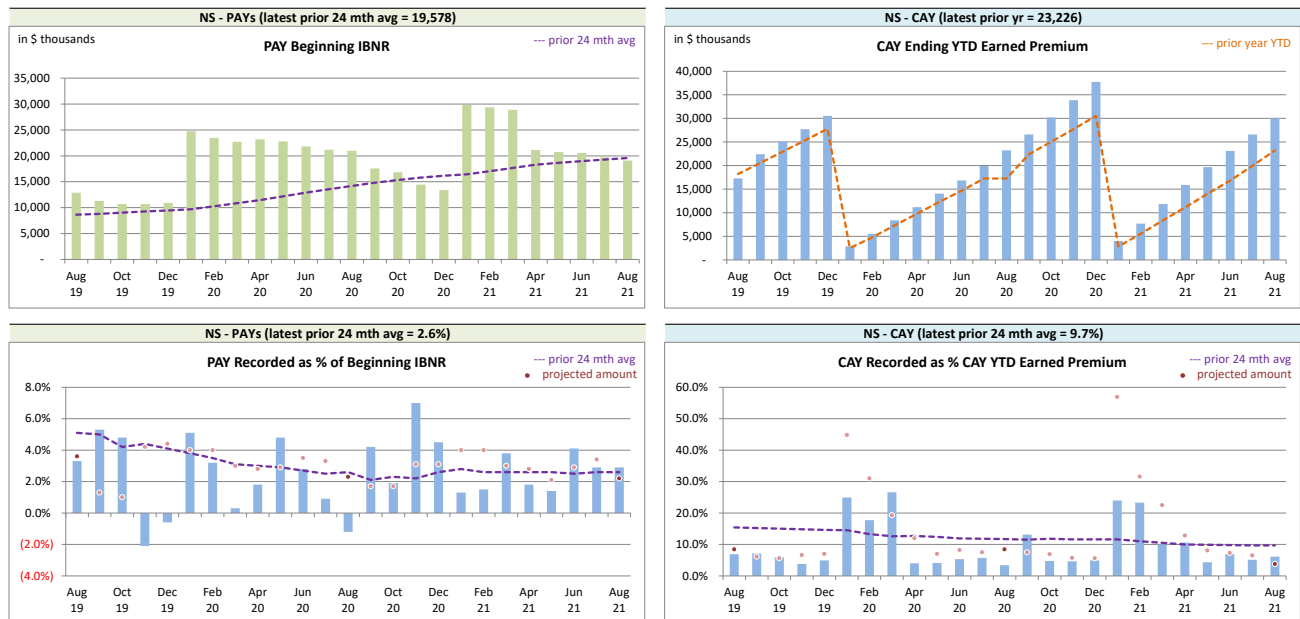 NS - PAYs (latest prior 24 mth avg = 19,578)
in $ thousands
PAY Beginning IBNR
--- prior 24 mth avg
35,000
30,000
25,000
20,000
15,000
10,000
5,000
-
Aug Oct Dec Feb Apr Jun Aug Oct Dec Feb Apr Jun Aug
19 19 19 20 20 20 20 20 20 21 21 21 21
NS - CAY (latest prior yr = 23,226)
in $ thousands
CAY Ending YTD Earned Premium
--- prior year YTD
40,000
35,000
30,000
25,000
20,000
15,000
10,000
5,000
-
Aug Oct Dec Feb Apr Jun Aug Oct Dec Feb Apr Jun Aug
19 19 19 20 20 20 20 20 20 21 21 21 21
NS - PAYs (latest prior 24 mth avg = 2.6%)
PAY Recorded as % of Beginning IBNR
--- prior 24 mth avg
• projected amount
8.0%
6.0%
4.0%
2.0%
0.0%
(2.0%)
(4.0%)
Aug Oct Dec Feb Apr Jun Aug Oct Dec Feb Apr Jun Aug
19 19 19 20 20 20 20 20 20 21 21 21 21
NS - CAY (latest prior 24 mth avg = 9.7%)
CAY Recorded as % CAY YTD Earned Premium
--- prior 24 mth avg
• projected amount
60.0%
50.0%
40.0%
30.0%
20.0%
10.0%
0.0%
Aug Oct Dec Feb Apr Jun Aug Oct Dec Feb Apr Jun Aug
19 19 19 20 20 20 20 20 20 21 21 21 21